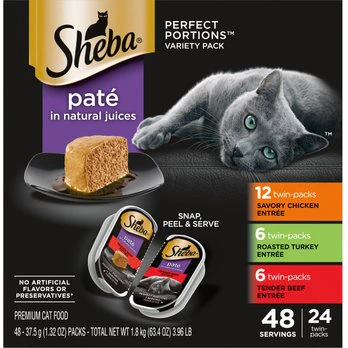 Sheba®
PERFECT
PORTIONS™
VARIETY PACK
paté
in natural juices
TM
12 twin-packs
SAVORY CHICKEN
ENTRÉE
SNAP,
PEEL & SERVE
6 twin-packs
ROASTED TURKEY
ENTRÉE
Sheba
paté
6 twin-packs
TENDER BEEF
ENTRÉE
NO ARTIFICIAL
FLAVORS OR
PRESERVATIVES*
PREMIUM CAT FOOD
48 - 37.5 g (1.32 OZ) PACKS - TOTAL NET WT 1.8 kg (63.4 OZ) 3.96 LB
48
SERVINGS
24
twin-
packs